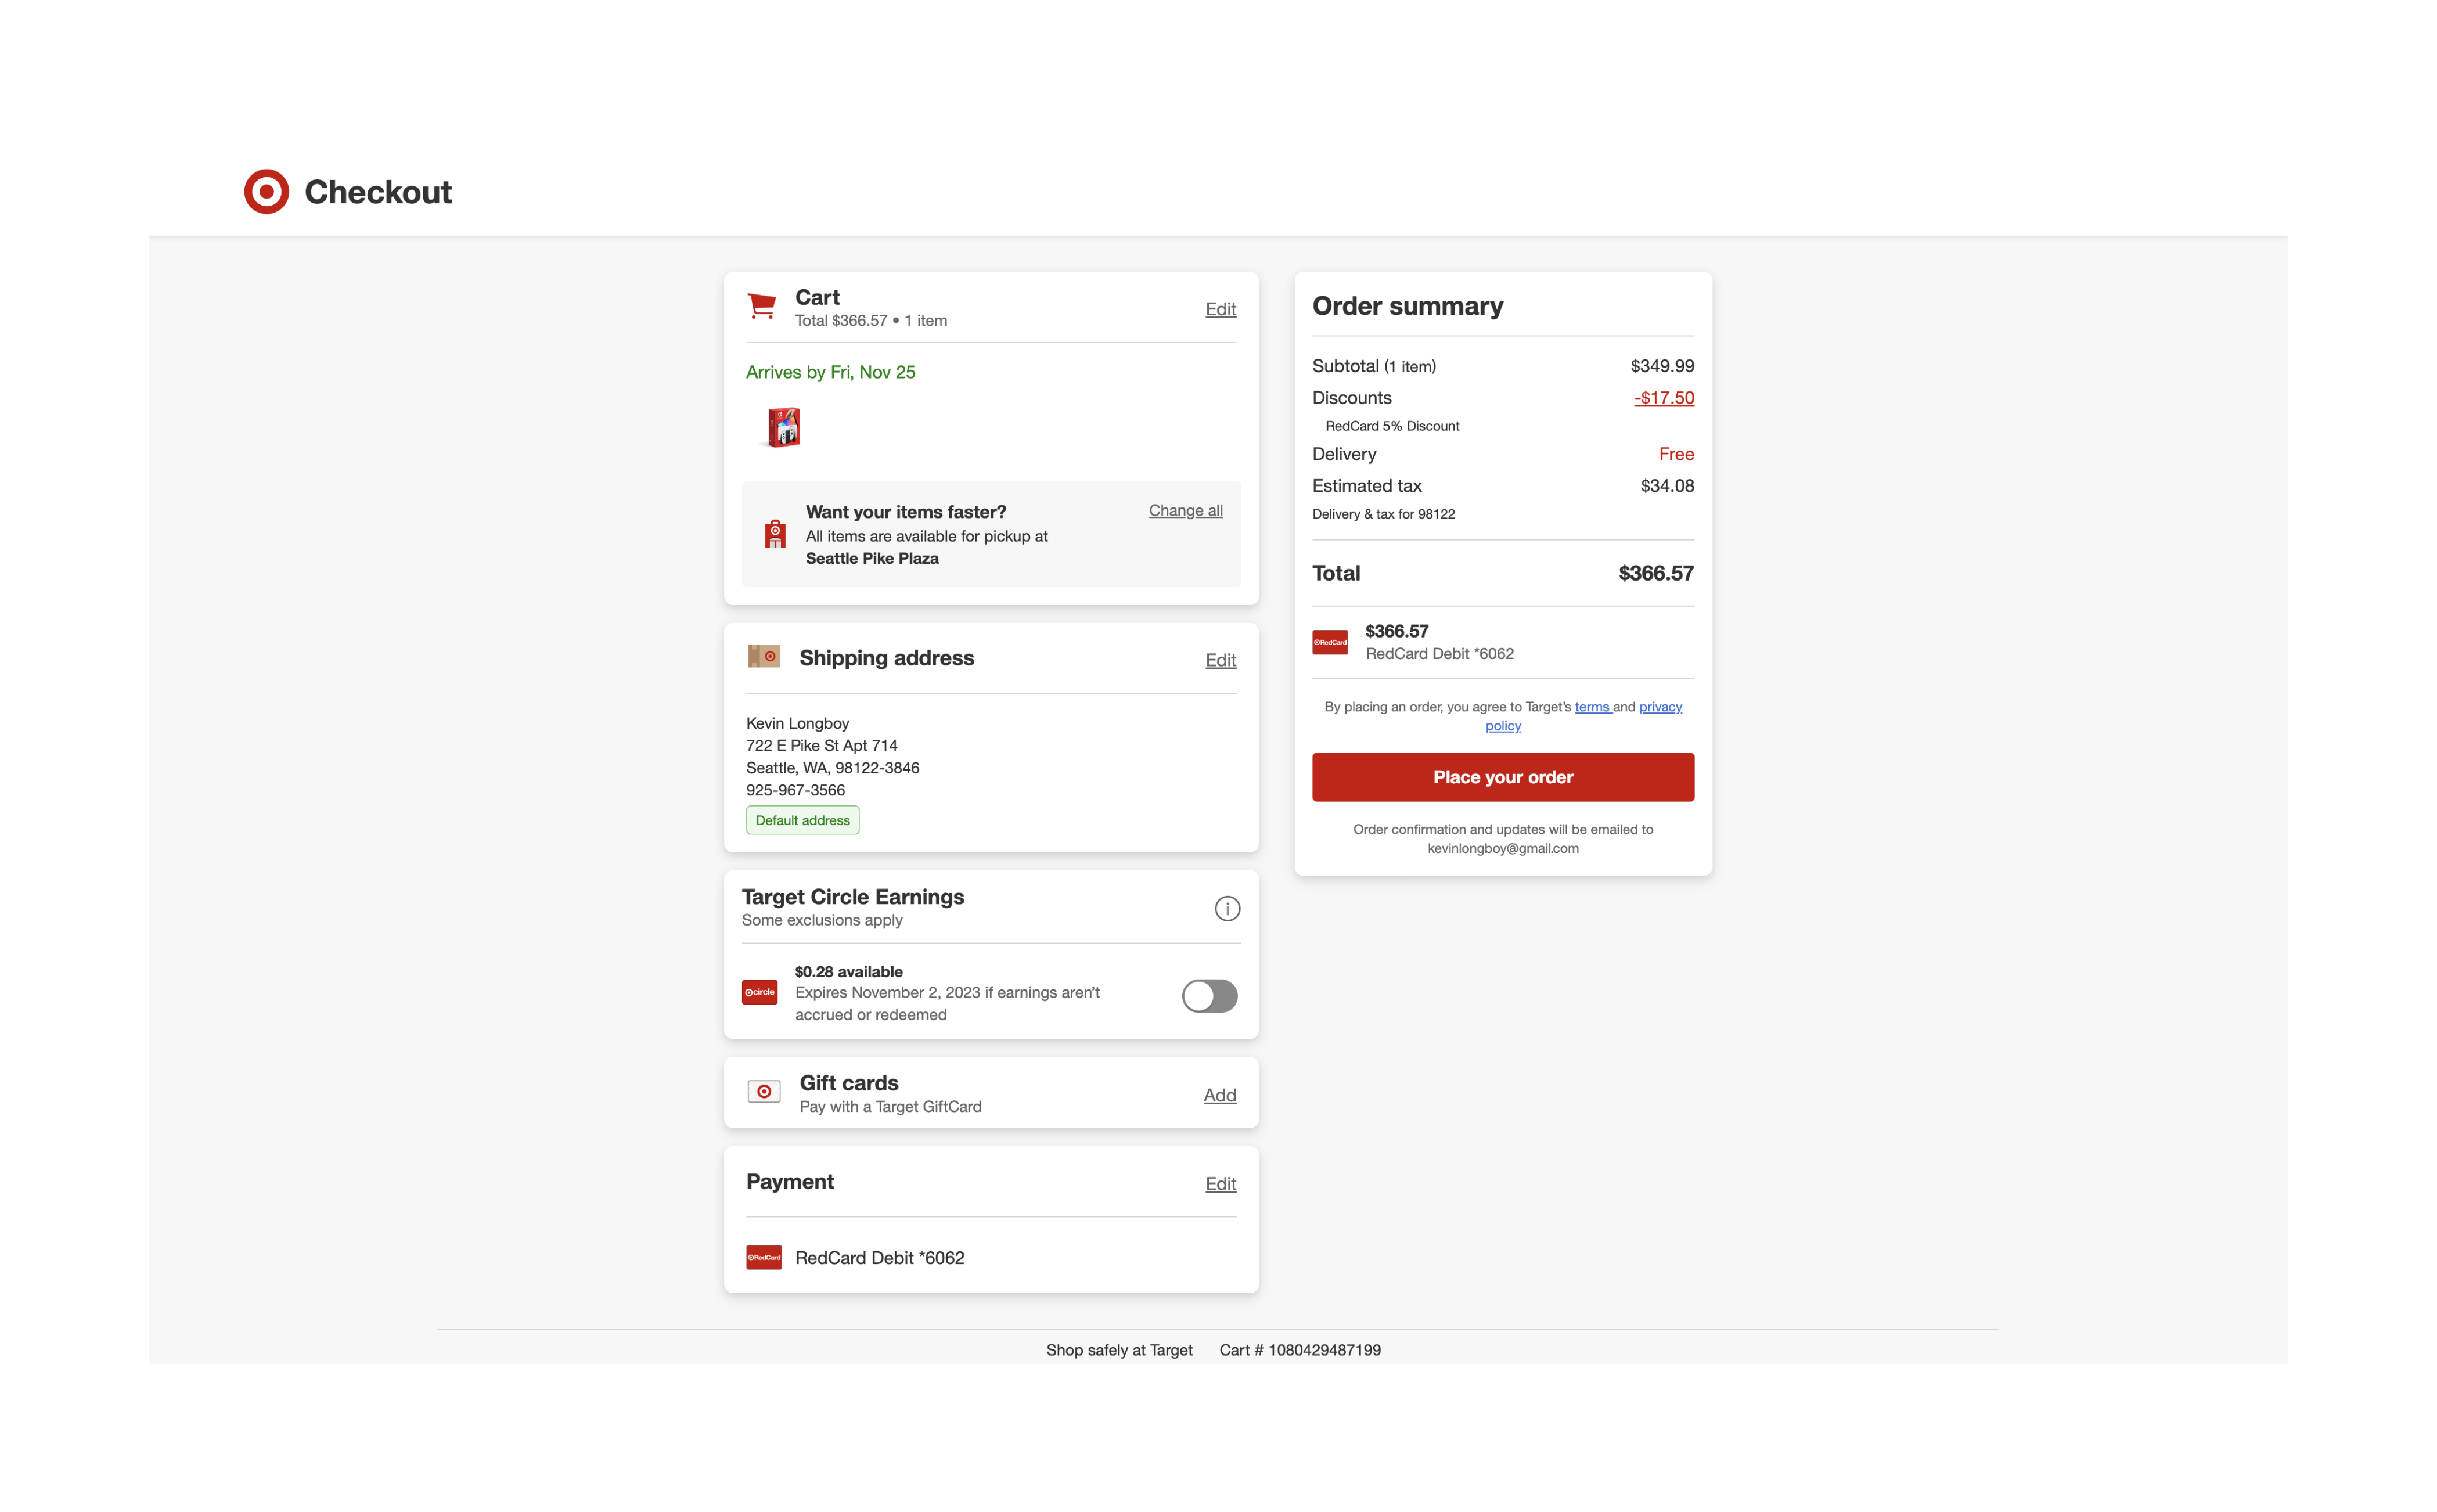 Checkout
Cart
Total $366.57 • 1 item
Edit
Arrives by Fri, Nov 25
Want your items faster?
Change all
All items are available for pickup at
Seattle Pike Plaza
Shipping address
Edit
Kevin Longboy
722 E Pike St Apt 714
Seattle, WA, 98122-3846
925-967-3566
Default address
Target Circle Earnings
Some exclusions apply
circle
$0.28 available
Expires November 2, 2023 if earnings aren’t
accrued or redeemed
Gift cards
Pay with a Target GiftCard
Add
Payment
Edit
RedCard
RedCard Debit *6062
Order summary
Subtotal (1 item) $349.99
Discounts -$17.50
RedCard 5% Discount
Delivery Free
Estimated tax $34.08
Delivery & tax for 98122
Total $366.57
RedCard
$366.57
RedCard Debit *6062
By placing an order, you agree to Target’s terms and privacy
policy
Place your order
Order confirmation and updates will be emailed to
kevinlongboy@gmail.com
Shop safely at Target Cart # 1080429487199